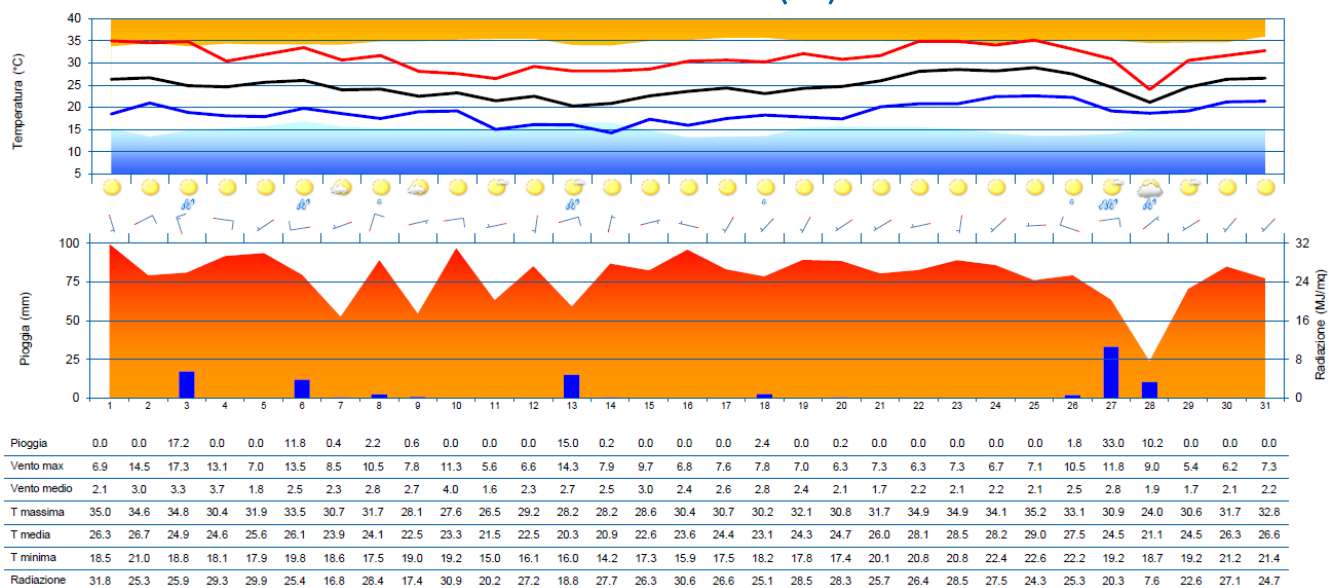 40
35
30
25
20
15
10
5
Temperatura (°C)
100
75
50
25
0
Pioggia (mm)
32
24
16
8
0
Radiazione (MJ/mq)
1 2 3 4 5 6 7 8 9 10 11 12 13 14 15 16 17 18 19 20 21 22 23 24 25 26 27 28 29 30 31
Pioggia 0.0 0.0 17.2 0.0 0.0 11.8 0.4 2.2 0.6 0.0 0.0 0.0 15.0 0.2 0.0 0.0 0.0 2.4 0.0 0.2 0.0 0.0 0.0 0.0 0.0 1.8 33.0 10.2 0.0 0.0 0.0
Vento max 6.9 14.5 17.3 13.1 7.0 13.5 8.5 10.5 7.8 11.3 5.6 6.6 14.3 7.9 9.7 6.8 7.6 7.8 7.0 6.3 7.3 6.3 7.3 6.7 7.1 10.5 11.8 9.0 5.4 6.2 7.3
Vento medio 2.1 3.0 3.3 3.7 1.8 2.5 2.3 2.8 2.7 4.0 1.6 2.3 2.7 2.5 3.0 2.4 2.6 2.8 2.4 2.1 1.7 2.2 2.1 2.2 2.1 2.5 2.8 1.9 1.7 2.1 2.2
T massima 35.0 34.6 34.8 30.4 31.9 33.5 30.7 31.7 28.1 27.6 26.5 29.2 28.2 28.2 28.6 30.4 30.7 30.2 32.1 30.8 31.7 34.9 34.9 34.1 35.2 33.1 30.9 24.0 30.6 31.7 32.8
T media 26.3 26.7 24.9 24.6 25.6 26.1 23.9 24.1 22.5 23.3 21.5 22.5 20.3 20.9 22.6 23.6 24.4 23.1 24.3 24.7 26.0 28.1 28.5 28.2 29.0 27.5 24.5 21.1 24.5 26.3 26.6
T minima 18.5 21.0 18.8 18.1 17.9 19.8 18.6 17.5 19.0 19.2 15.0 16.1 16.0 14.2 17.3 15.9 17.5 18.2 17.8 17.4 20.1 20.8 20.8 22.4 22.6 22.2 19.2 18.7 19.2 21.2 21.4
Radiazione 31.8 25.3 25.9 29.3 29.9 25.4 16.8 28.4 17.4 30.9 20.2 27.2 18.8 27.7 26.3 30.6 26.6 25.1 28.5 28.3 25.7 26.4 28.5 27.5 24.3 25.3 20.3 7.6 22.6 27.1 24.7